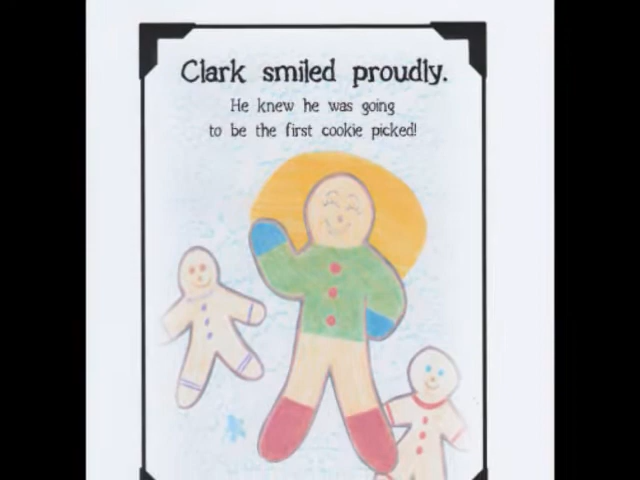 Clark smiled proudly.
He knew he was going
to be the first cookie picked!